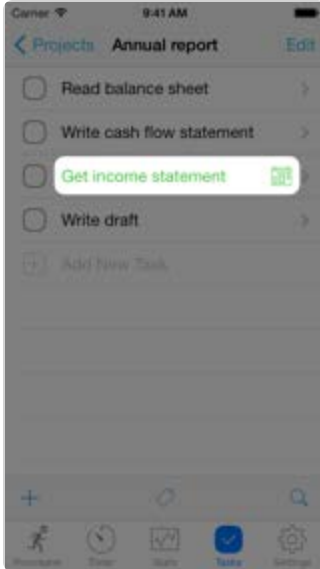 Carrier 9:41 AM
Projects Annual report Edit
Read balance sheet
Write cash flow statement
Get income statement
Write draft
Add New Task
Timer Stats Tasks Settings